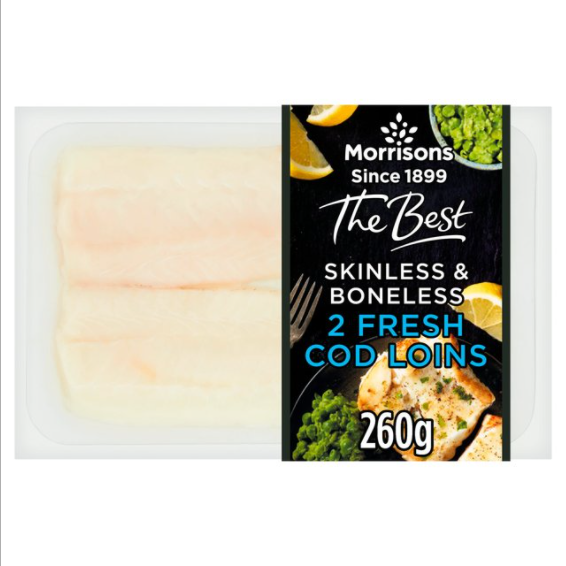 Morrisons
Since 1899
The Best
SKINLESS &
BONELESS
2 FRESH
COD LOINS
260g